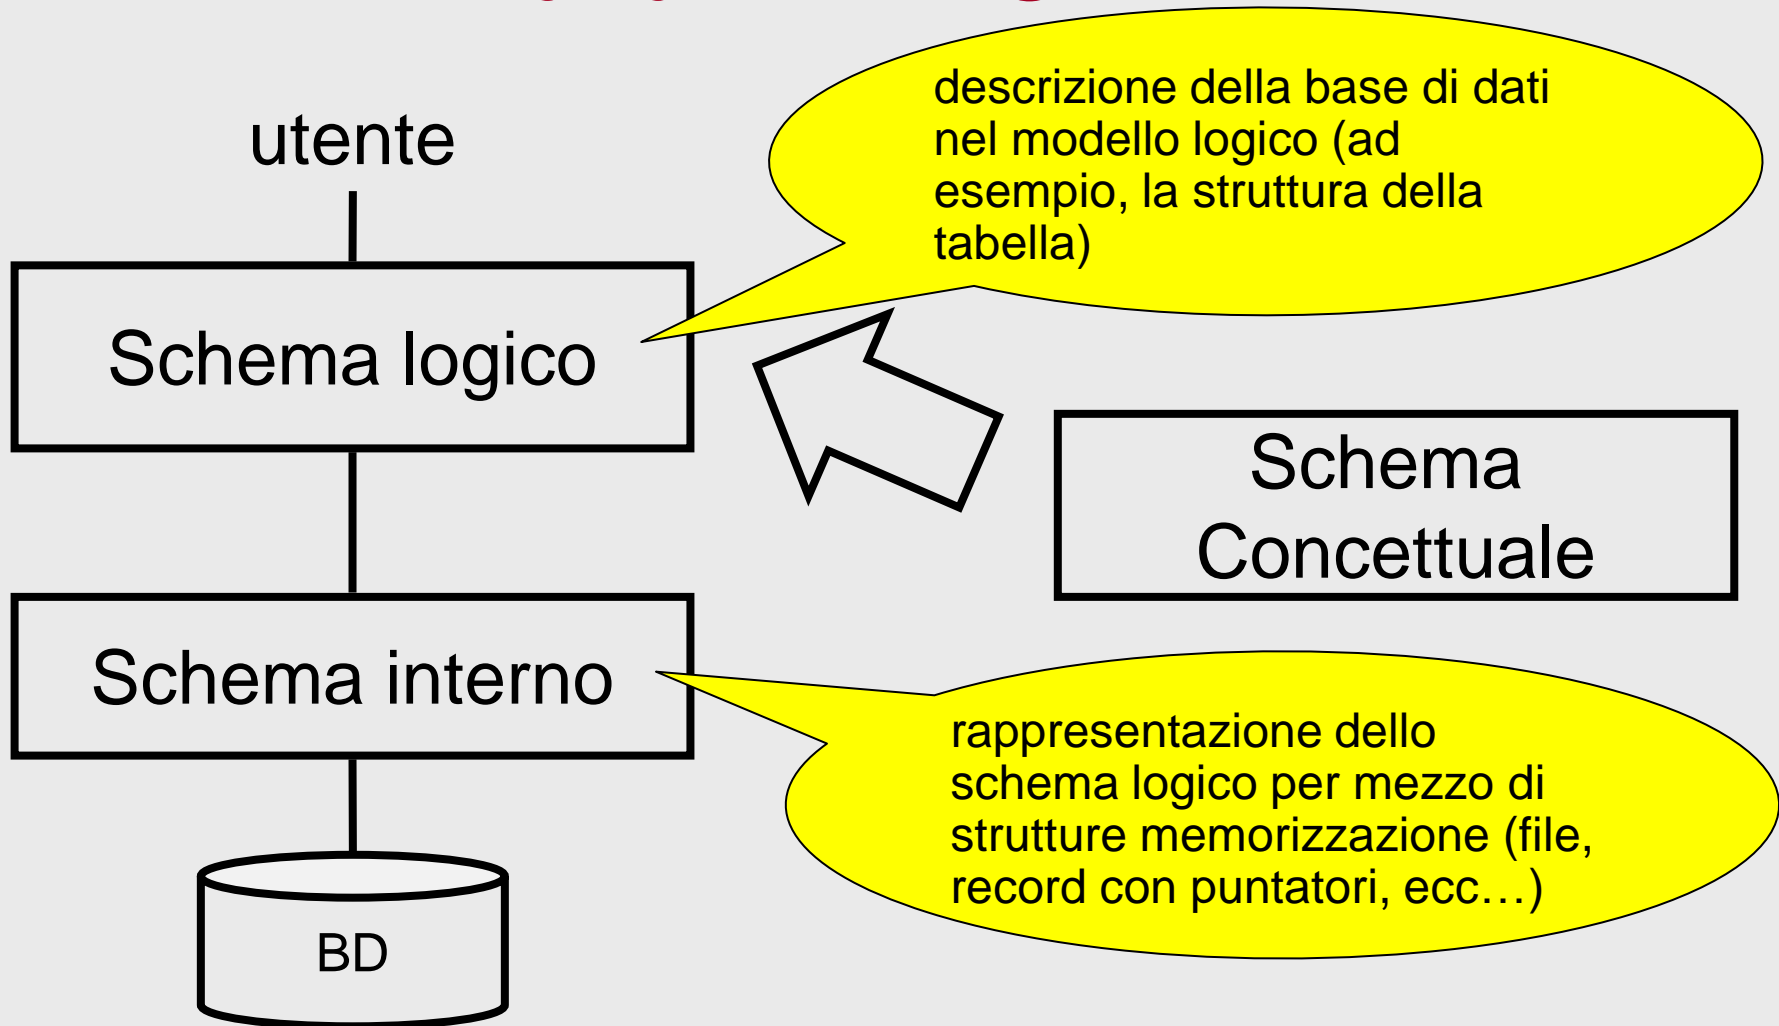 utente
descrizione della base di dati
nel modello logico (ad
esempio, la struttura della
tabella)
Schema logico
Schema
Concettuale
Schema interno
rappresentazione dello
schema logico per mezzo di
strutture memorizzazione (file,
record con puntatori, ecc…)
BD